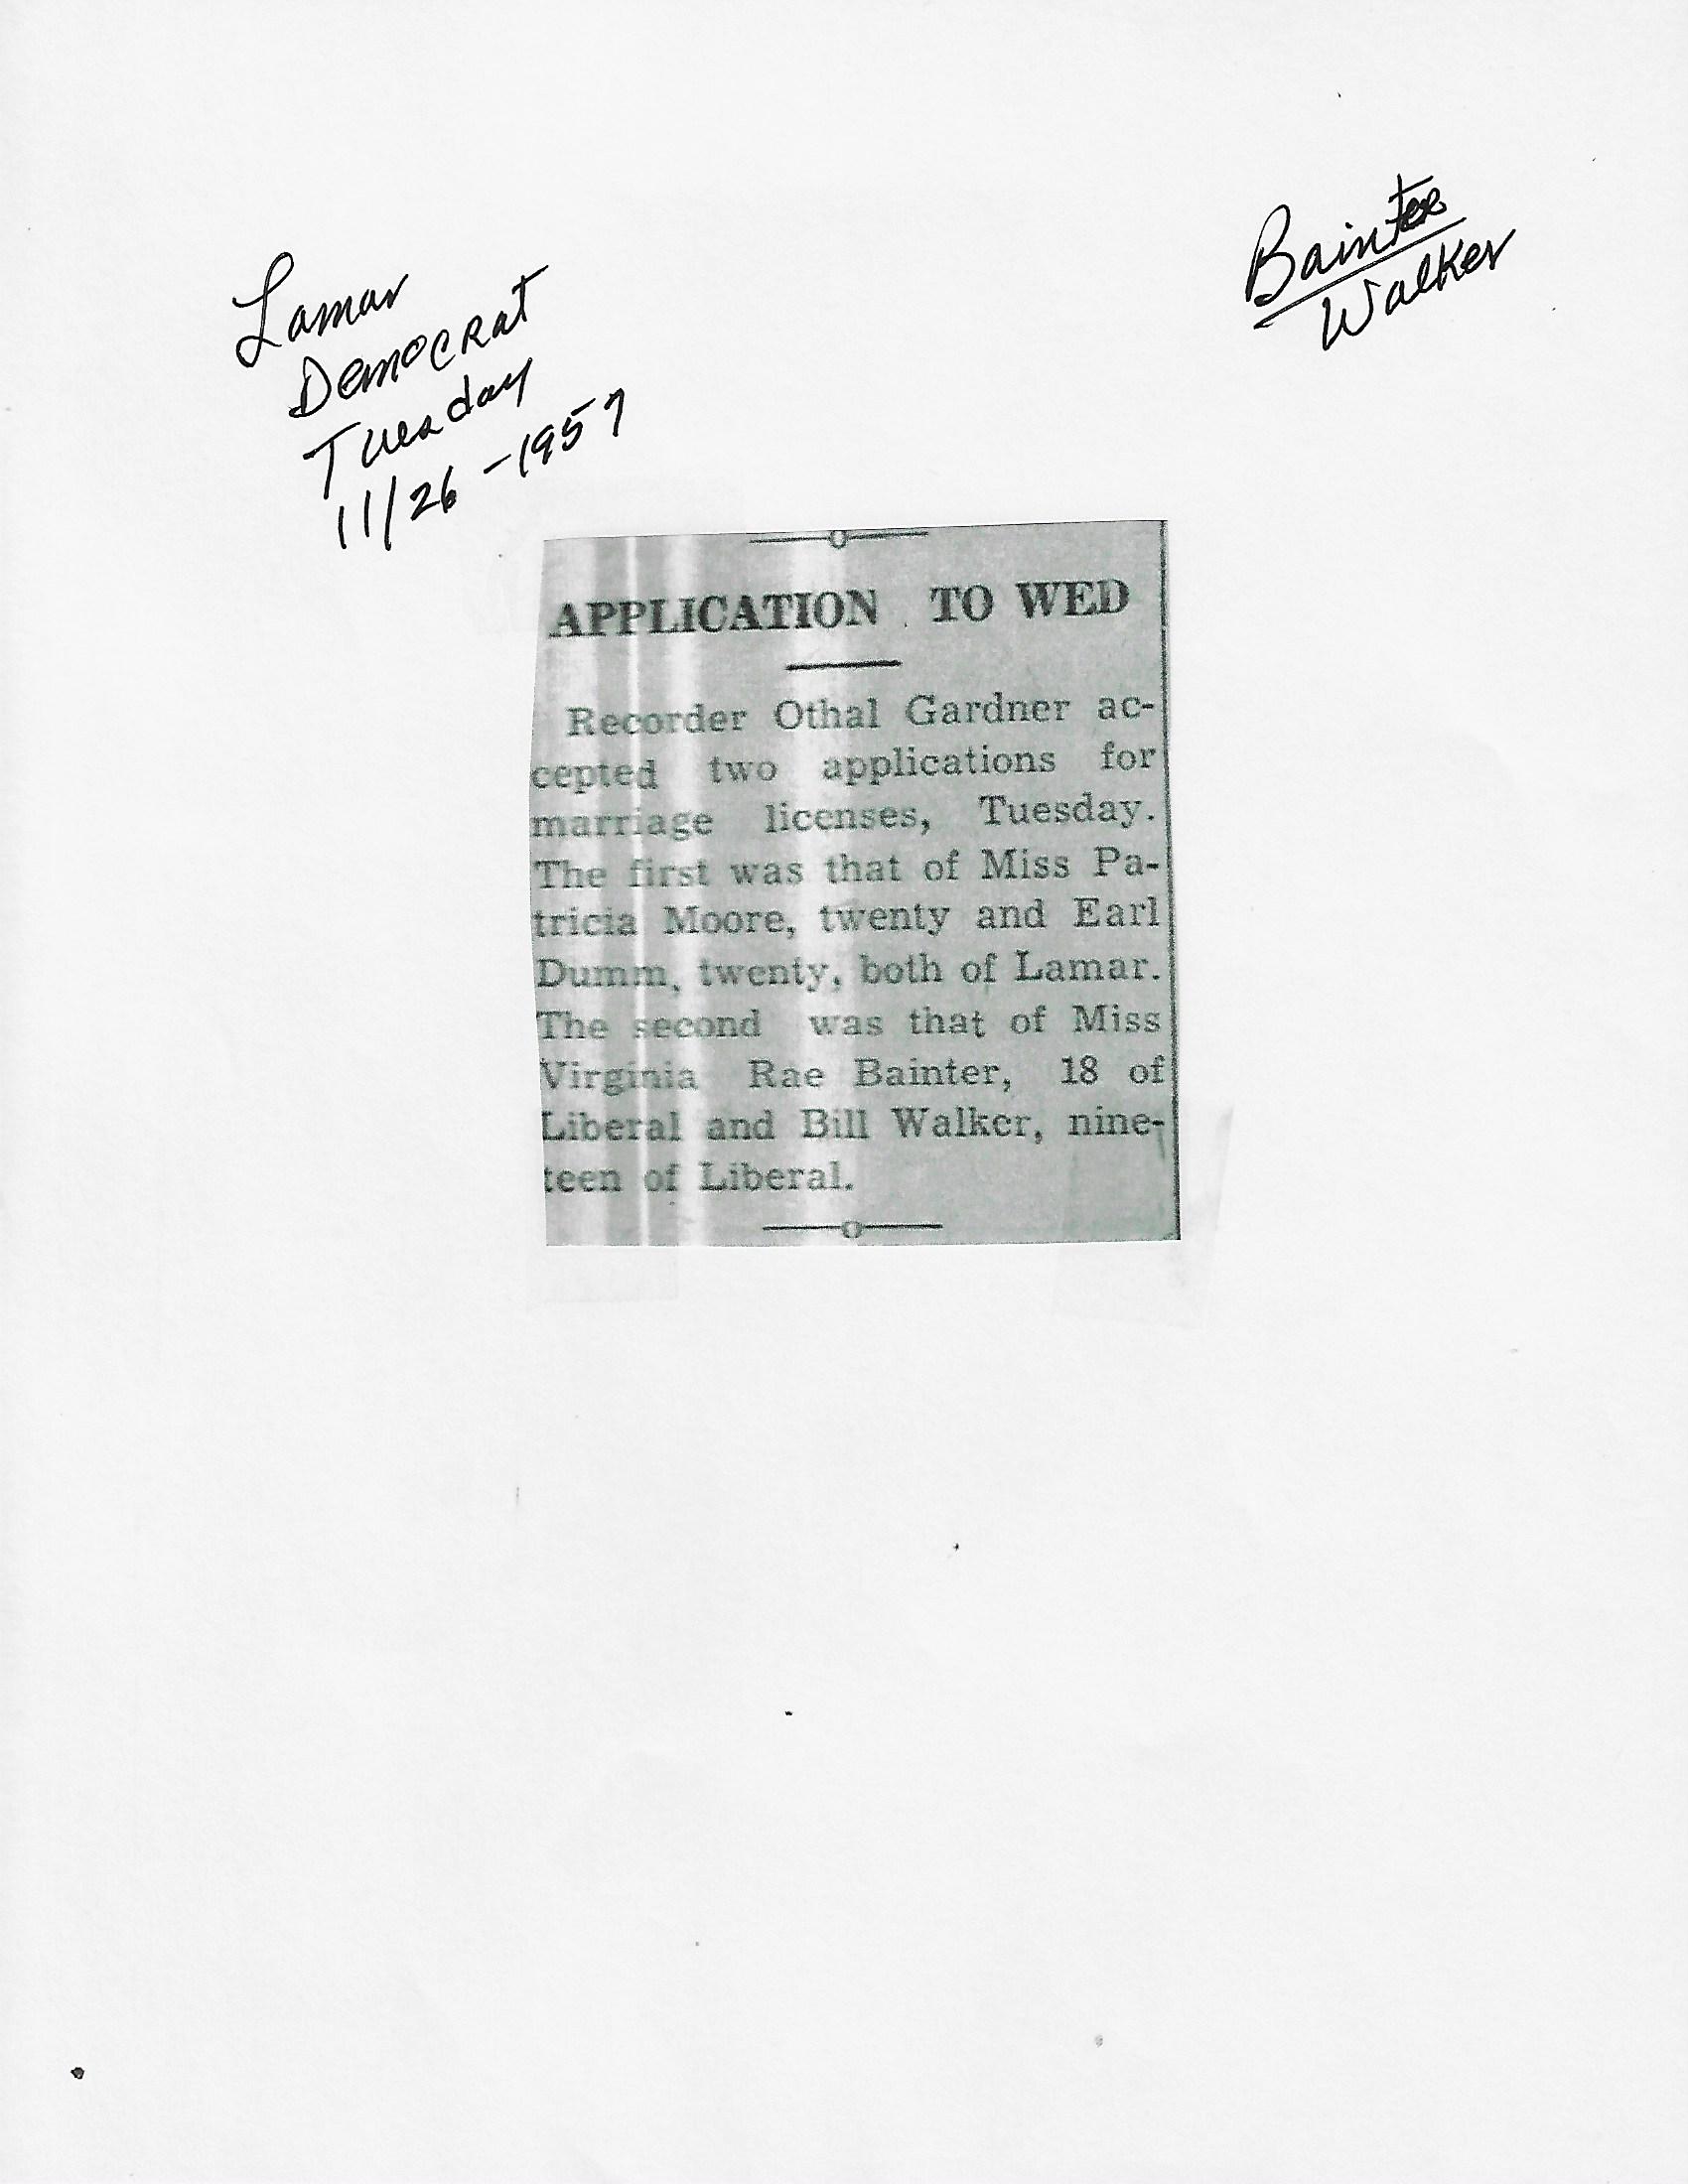 Lamar
Democrat
Tuesday
11/26-1957
Bainter
Walker
APPLICATION TO WED
Recorder Othal Gardner ac-
cepted two applications for
marriage licenses, Tuesday.
The first was that of Miss Pa-
tricia Moore, twenty and Earl
Dumm, twenty, both of Lamar.
The second was that of Miss
Virginia Rae Bainter, 18 of
Liberal and Bill Walker, nine-
teen of Liberal.